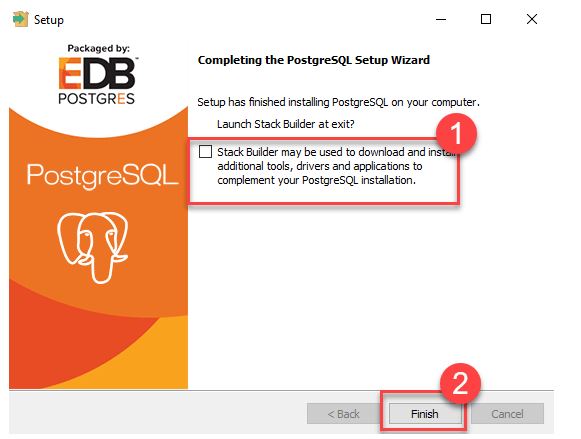 Setup
Packaged by:
EDB
POSTGRES
PostgreSQL
Completing the PostgreSQL Setup Wizard
Setup has finished installing PostgreSQL on your computer.
Launch Stack Builder at exit?
1
Stack Builder may be used to download and install
additional tools, drivers and applications to
complement your PostgreSQL installation.
2
< Back
Finish
Cancel